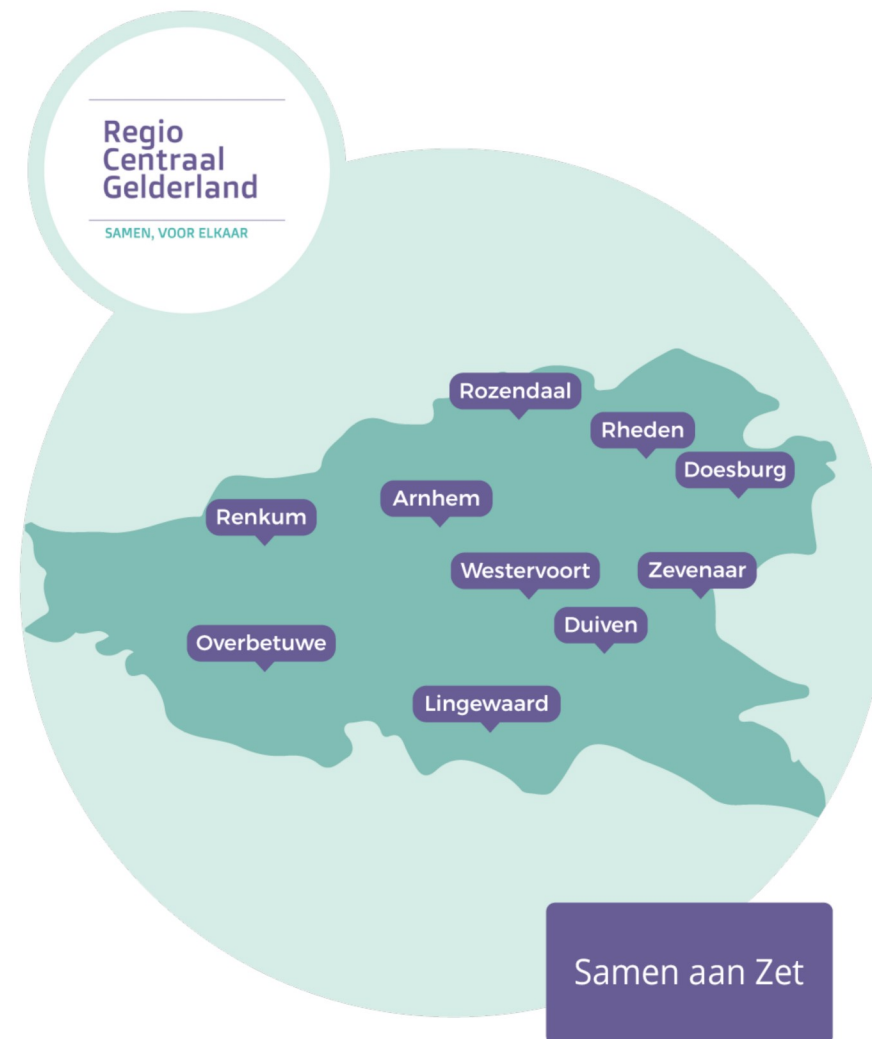 Regio
Centraal
Gelderland
SAMEN, VOOR ELKAAR
Rozendaal
Rheden
Doesburg
Arnhem
Renkum
Westervoort
Zevenaar
Duiven
Overbetuwe
Lingewaard
Samen aan Zet